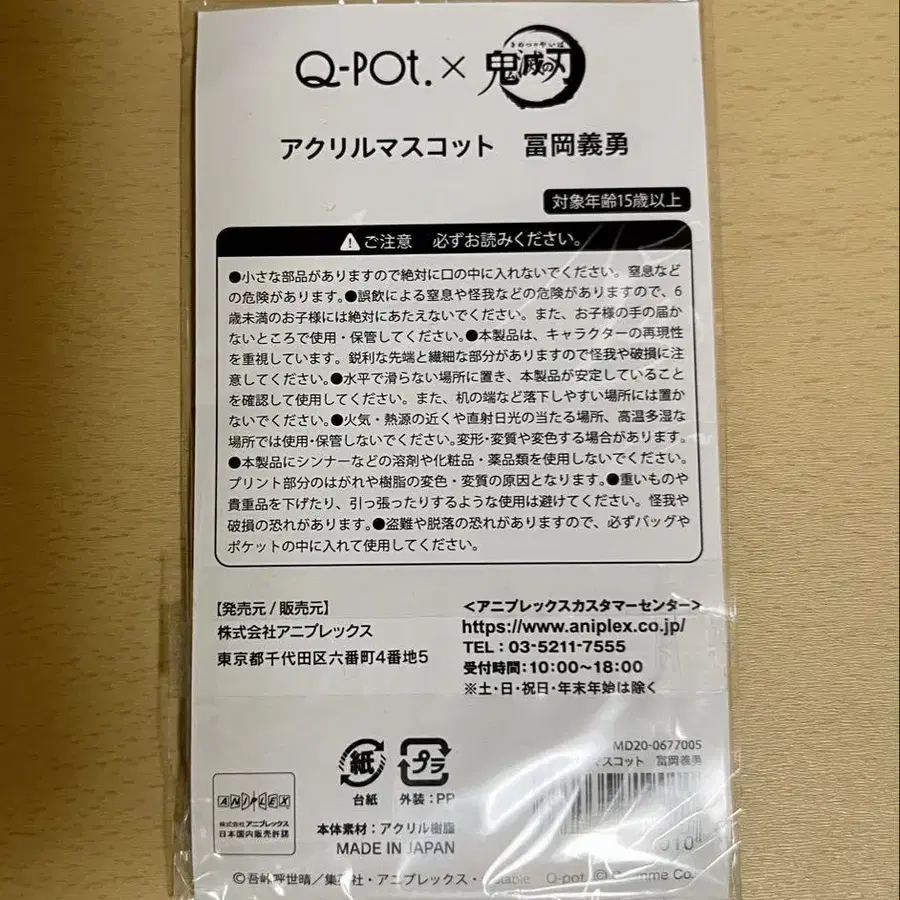 Q-POt. × 鬼滅の刃
きめつのやいば
アクリルマスコット 冨岡義勇
対象年齢15歳以上
ご注意 必ずお読みください。
●小さな部品がありますので絶対に口の中に入れないでください。窒息など
の危険があります。●誤飲による窒息や怪我などの危険がありますので、6
歳未満のお子様には絶対にあたえないでください。また、お子様の手の届か
ないところで使用・保管してください。●本製品は、キャラクターの再現性
を重視しています。鋭利な先端と繊細な部分がありますので怪我や破損に注
意してください。●水平で滑らない場所に置き、本製品が安定していること
を確認して使用してください。また、机の端など落下しやすい場所には置か
ないでください。●火気・熱源の近くや直射日光の当たる場所、高温多湿な
場所では使用・保管しないでください。変形・変質や変色する場合があります。
●本製品にシンナーなどの溶剤や化粧品・薬品類を使用しないでください。
プリント部分のはがれや樹脂の変色・変質の原因となります。●重いものや
貴重品を下げたり、引っ張ったりするような使用は避けてください。怪我や
破損の恐れがあります。●盗難や脱落の恐れがありますので、必ずバッグや
ポケットの中に入れて使用してください。
【発売元 / 販売元】
株式会社アニプレックス
東京都千代田区六番町4番地5
＜アニプレックスカスタマーセンター＞
https://www.aniplex.co.jp/
TEL：03-5211-7555
受付時間：10:00～18:00
※土・日・祝日・年末年始は除く
MD20-0677005
マスコット 冨岡義勇
紙
台紙
プラ
外装：PP
ANIPLEX
株式会社アニプレックス
日本国内販売許諾
本体素材：アクリル樹脂
MADE IN JAPAN
©吾峠呼世晴／集英社・アニプレックス・ Q-pot. Co.